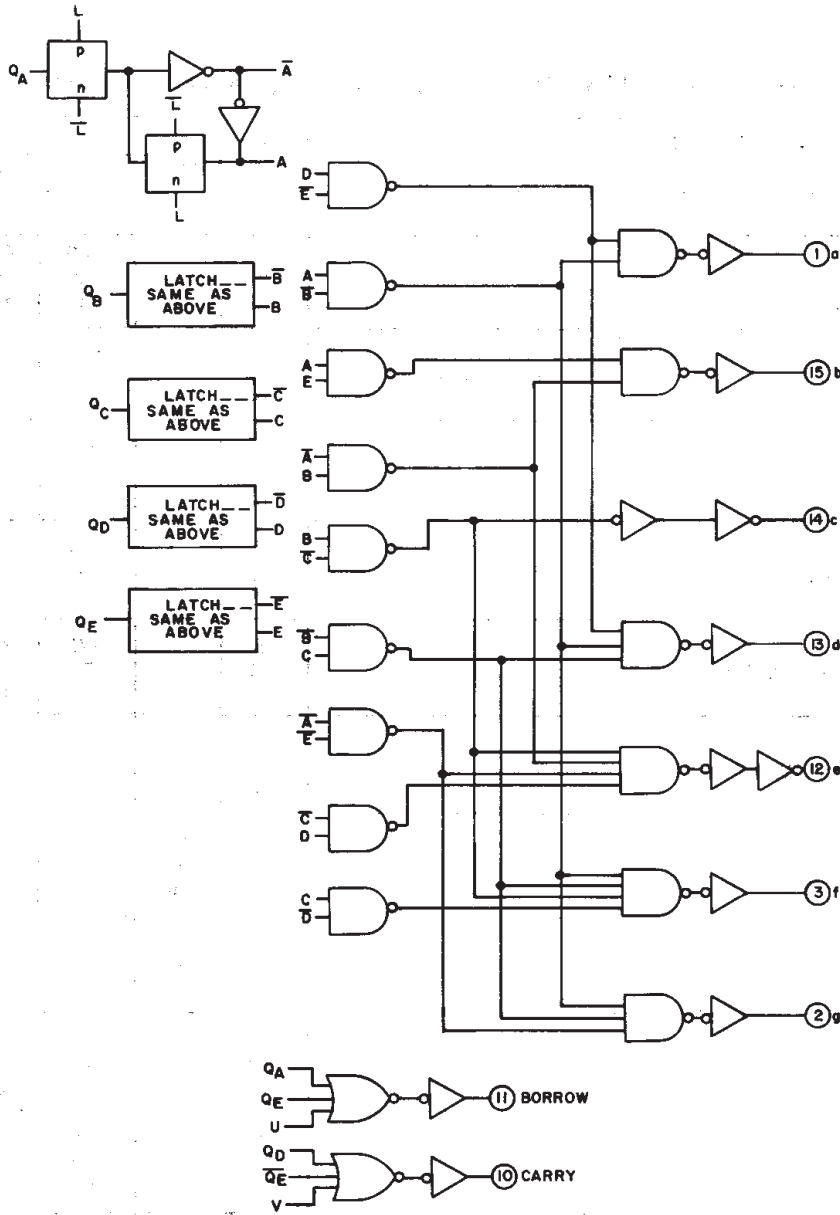 L
p
Q_A
n
L̅
A̅
L̅
p
n
L
A
D
E̅
1 a
LATCH
SAME AS
ABOVE
Q_B
B̅
B
A
B̅
A
E
15 b
LATCH
SAME AS
ABOVE
Q_C
C̅
C
A̅
B
LATCH
SAME AS
ABOVE
Q_D
D̅
D
B
C̅
14 c
LATCH
SAME AS
ABOVE
Q_E
E̅
E
B̅
C
13 d
A̅
E̅
12 e
C̅
D
C
D̅
3 f
2 g
Q_A
Q_E
U
11 BORROW
Q_D
Q̅_E̅
V
10 CARRY